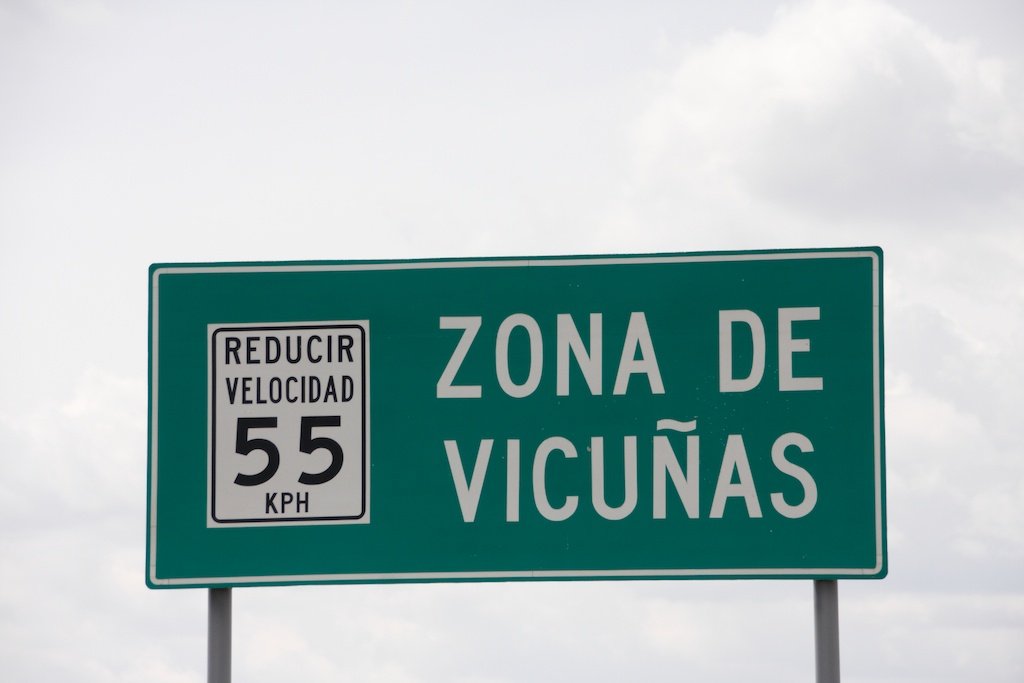 REDUCIR
VELOCIDAD
55
KPH
ZONA DE
VICUÑAS